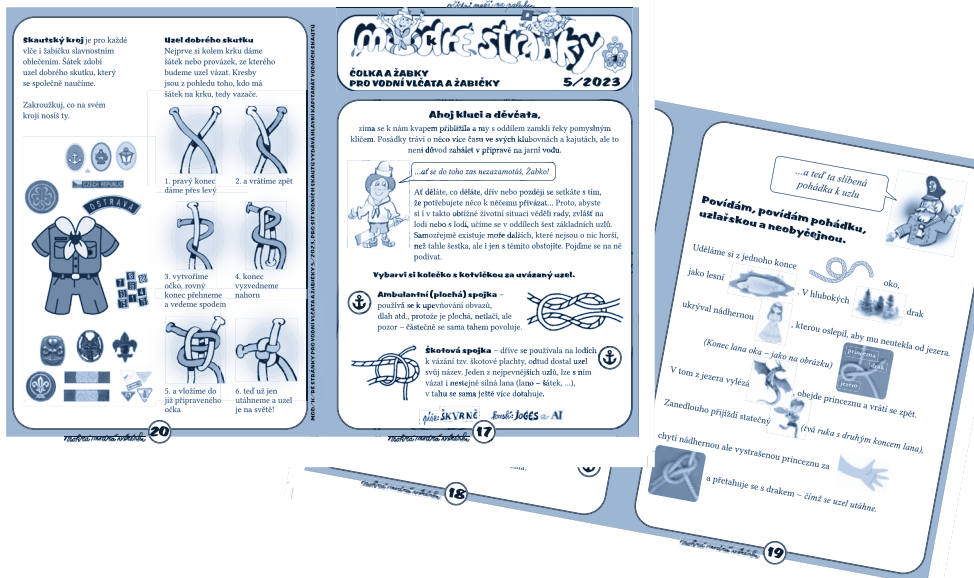 Skautský kroj je pro každé
vlče i žabičku slavnostním
oblečením. Šátek zdobí
uzel dobrého skutku, který
se společně naučíme.
Zakroužkuj, co na svém
kroji nosíš ty.
CZECH REPUBLIC
OSTRAVA
Uzel dobrého skutku
Nejprve si kolem krku dáme
šátek nebo provázek, ze kterého
budeme uzel vázat. Kresby
jsou z pohledu toho, kdo má
šátek na krku, tedy vazače.
1. pravý konec
dáme přes levý
2. a vrátíme zpět
3. vytvoříme
očko, rovný
konec přehneme
a vedeme spodem
4. konec
vyzvedneme
nahoru
5. a vložíme do
již připraveného
očka
6. teď už jen
utáhneme a uzel
je na světě!
20
modré stránky
ČOLKA A ŽABKY
PRO VODNÍ VLČATA A ŽABIČKY
5/2023
Ahoj kluci a děvčata,
zima se k nám kvapem přiblížila a my s oddílem zamkli řeky pomyslným
klíčem. Posádky tráví o něco více času ve svých klubovnách a kajutách, ale to
není důvod zahálet v přípravě na jarní vodu.
...ať se do toho zas nezazamotáš, Žabko!
Ať děláte, co děláte, dřív nebo později se setkáte s tím,
že potřebujete něco k něčemu přivázat... Proto, abyste
si i v takto obtížné životní situaci věděli rady, zvlášť na
lodi nebo s lodí, učíme se v oddílech šest základních uzlů.
Samozřejmě existuje moře dalších, které nejsou o nic horší,
než tahle šestka, ale i jen s těmito obstojíte. Pojďme se na ně
podívat.
Vybarvi si kolečko s kotvičkou za uvázaný uzel.
Ambulantní (plochá) spojka –
používá se k upevňování obvazů,
dlah atd., protože je plochá, netlačí, ale
pozor – částečně se sama tahem povoluje.
Škotová spojka – dříve se používala na lodích
k vázání tzv. škotové plachty, odtud dostal uzel
svůj název. Jeden z nejpevnějších uzlů, lze s ním
vázat i nestejně silná lana (lano – šátek, ...),
v tahu se sama ještě více dotahuje.
píše ŠKVRNĚ kreslí JOGES a AI
17
18
...a teď ta slíbená
pohádka k uzlu
Povídám, povídám pohádku,
uzlařskou a neobyčejnou.
Uděláme si z jednoho konce
oko,
jako lesní
. V hlubokých
drak
ukrýval nádhernou
, kterou oslepil, aby mu neutekla od jezera.
(Konec lana oka – jako na obrázku)
princezna
drak
jezero
V tom z jezera vylézá
, obejde princeznu a vrátí se zpět.
Zanedlouho přijíždí statečný
(tvá ruka s druhým koncem lana),
chytí nádhernou ale vystrašenou princeznu za
a přetahuje se s drakem – čímž se uzel utáhne.
19